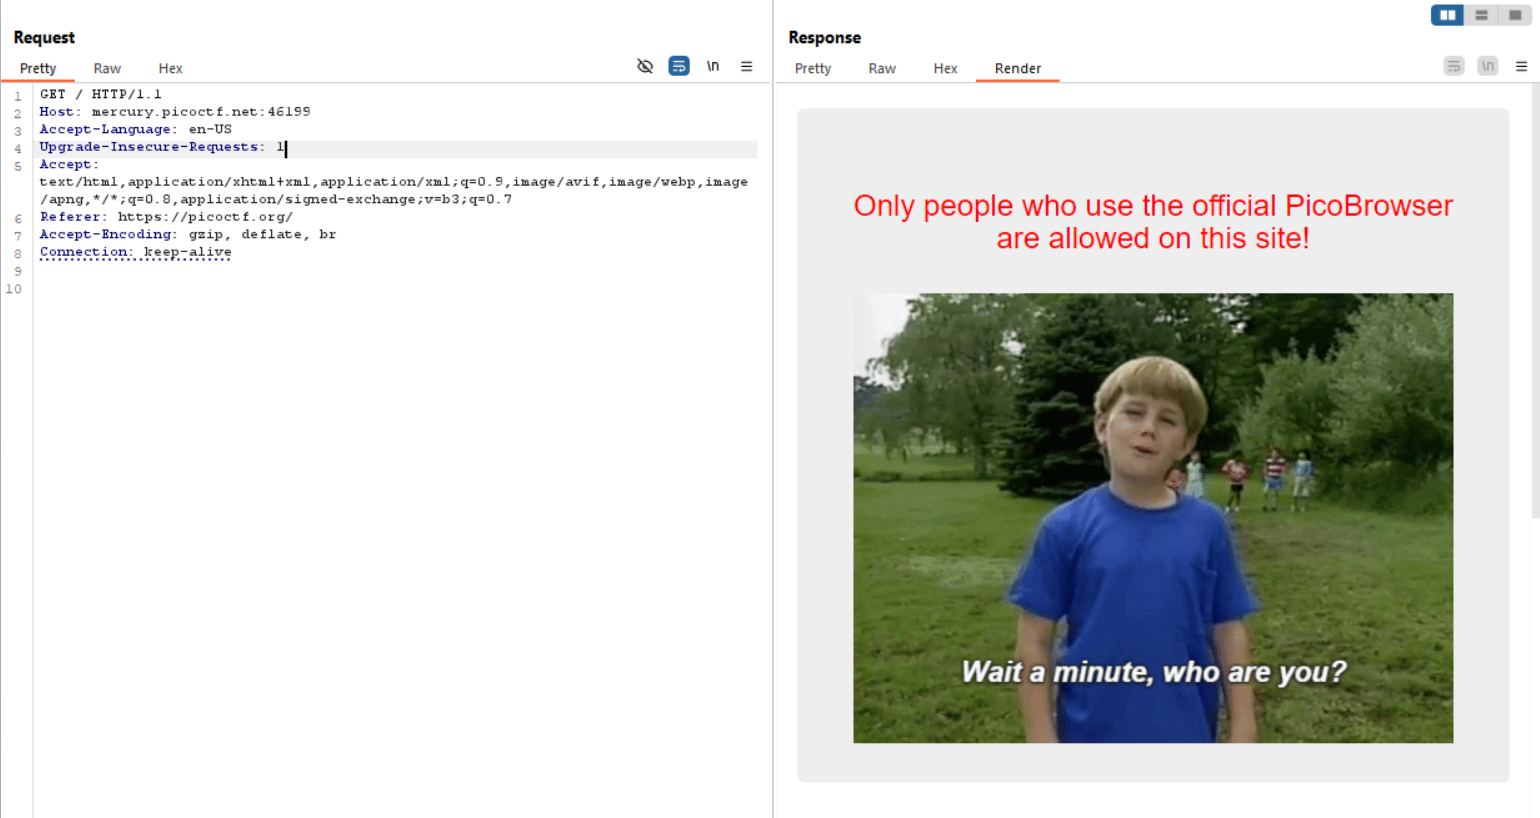 Request
Pretty Raw Hex
\n
1 GET / HTTP/1.1
2 Host: mercury.picoctf.net:46199
3 Accept-Language: en-US
4 Upgrade-Insecure-Requests: 1
5 Accept:
text/html,application/xhtml+xml,application/xml;q=0.9,image/avif,image/webp,image
/apng,*/*;q=0.8,application/signed-exchange;v=b3;q=0.7
6 Referer: https://picoctf.org/
7 Accept-Encoding: gzip, deflate, br
8 Connection: keep-alive
9
10
Response
Pretty Raw Hex Render
\n
Only people who use the official PicoBrowser
are allowed on this site!
Wait a minute, who are you?